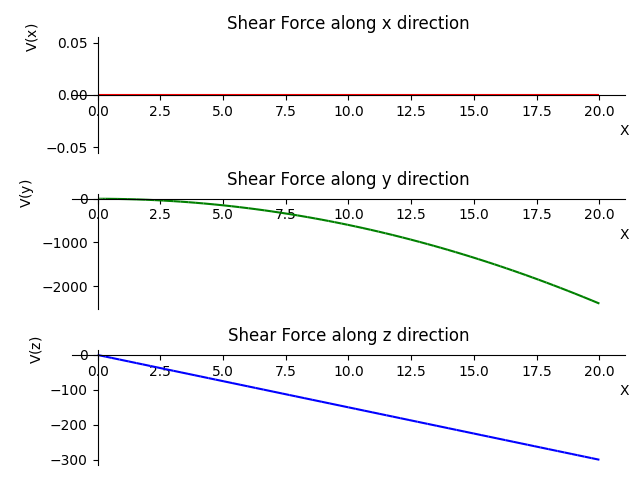 Shear Force along x direction
V(x)
0.05
0.00
−0.05
0.0 2.5 5.0 7.5 10.0 12.5 15.0 17.5 20.0
X
Shear Force along y direction
V(y)
0
−1000
−2000
0.0 2.5 5.0 7.5 10.0 12.5 15.0 17.5 20.0
X
Shear Force along z direction
V(z)
0
−100
−200
−300
0.0 2.5 5.0 7.5 10.0 12.5 15.0 17.5 20.0
X